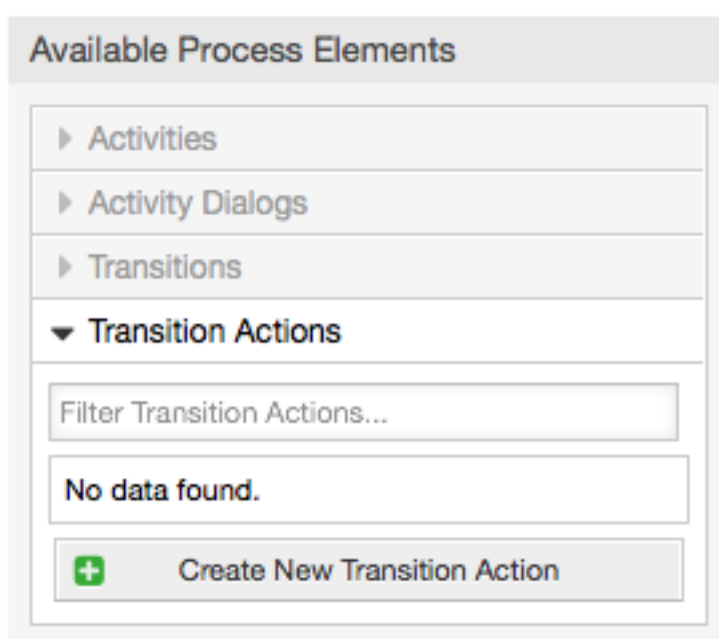 Available Process Elements
Activities
Activity Dialogs
Transitions
Transition Actions
Filter Transition Actions...
No data found.
Create New Transition Action